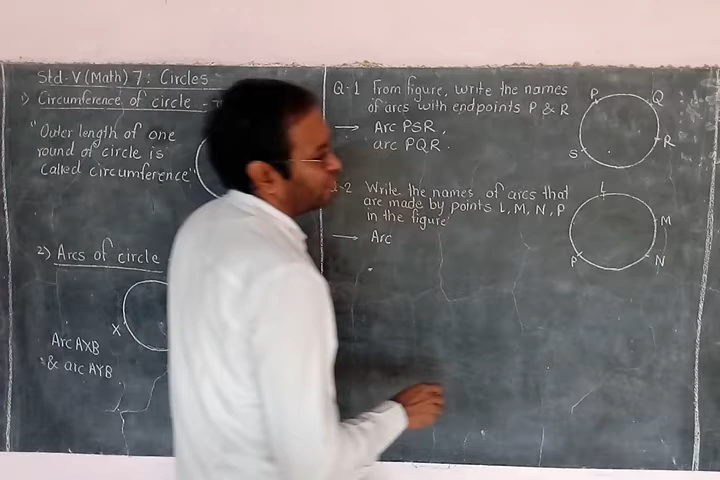 Std-V (Math) 7: Circles
1) Circumference of circle -
"Outer length of one
round of circle is
called circumference"
2) Arcs of circle
X
Arc AXB
& arc AYB
Q-1 From figure, write the names
of arcs with endpoints P & R
→ Arc PSR,
arc PQR.
P
Q
R
S
-2 Write the names of arcs that
are made by points L, M, N, P
in the figure
→ Arc
L
M
N
P